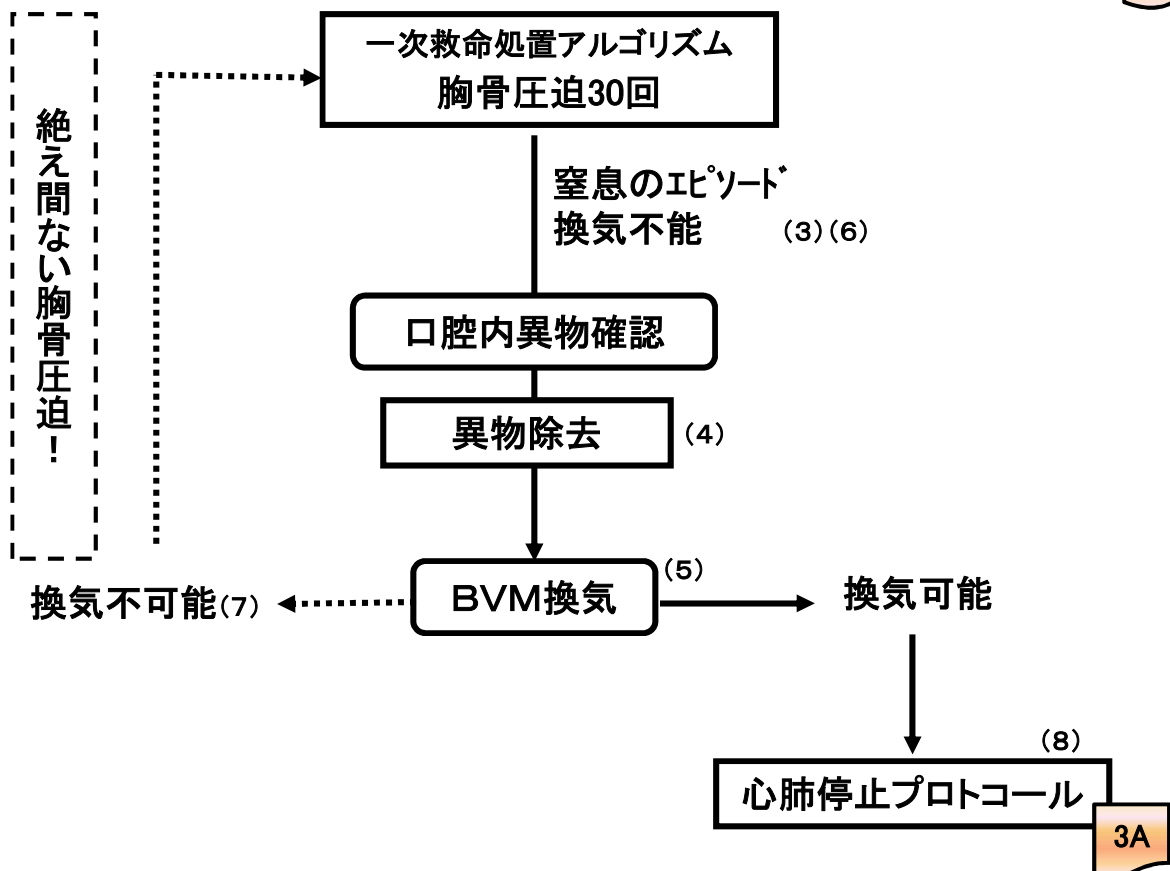 一次救命処置アルゴリズム
胸骨圧迫30回
絶え間ない胸骨圧迫！
窒息のｴﾋﾟｿｰﾄﾞ
換気不能 （3）（6）
口腔内異物確認
異物除去 （4）
ＢＶＭ換気 （5）
換気不可能（7）
換気可能
（8）
心肺停止プロトコール
3A